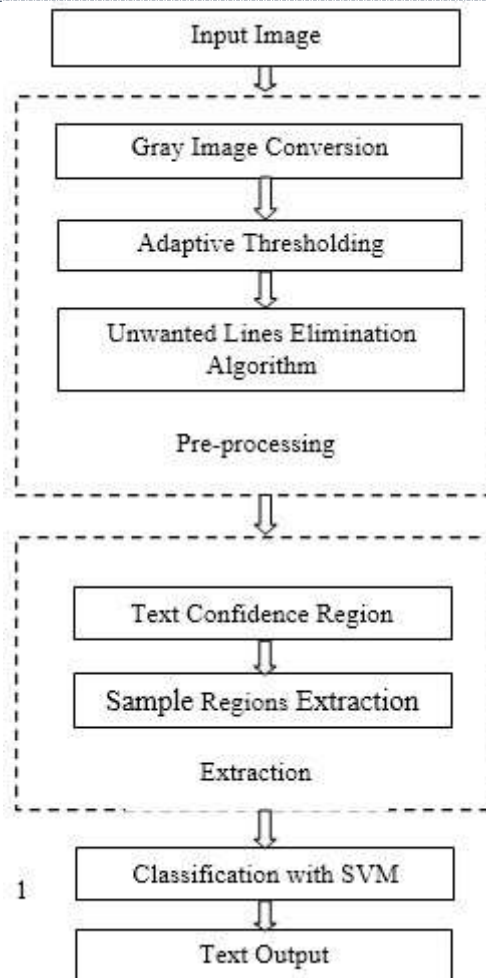 Input Image
Gray Image Conversion
Adaptive Thresholding
Unwanted Lines Elimination
Algorithm
Pre-processing
Text Confidence Region
Sample Regions Extraction
Extraction
Classification with SVM
1
Text Output